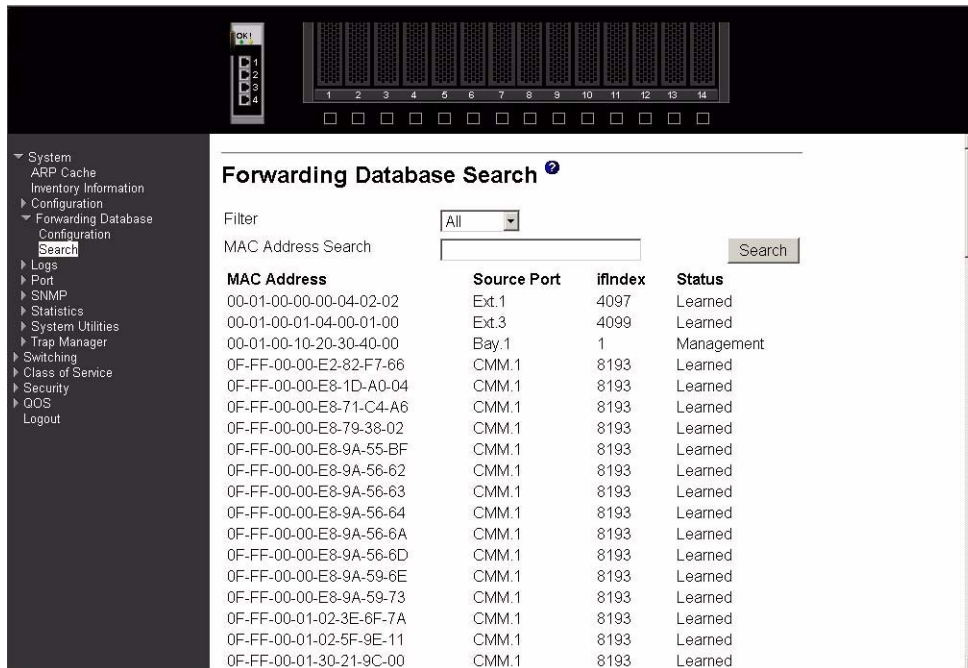 OK!
1
2
3
4
1 2 3 4 5 6 7 8 9 10 11 12 13 14
System
ARP Cache
Inventory Information
Configuration
Forwarding Database
Configuration
Search
Logs
Port
SNMP
Statistics
System Utilities
Trap Manager
Switching
Class of Service
Security
QOS
Logout
Forwarding Database Search ?
Filter All
MAC Address Search Search
MAC Address Source Port ifIndex Status
00-01-00-00-00-04-02-02 Ext.1 4097 Learned
00-01-00-01-04-00-01-00 Ext.3 4099 Learned
00-01-00-10-20-30-40-00 Bay.1 1 Management
0F-FF-00-00-E2-82-F7-66 CMM.1 8193 Learned
0F-FF-00-00-E8-1D-A0-04 CMM.1 8193 Learned
0F-FF-00-00-E8-71-C4-A6 CMM.1 8193 Learned
0F-FF-00-00-E8-79-38-02 CMM.1 8193 Learned
0F-FF-00-00-E8-9A-55-BF CMM.1 8193 Learned
0F-FF-00-00-E8-9A-56-62 CMM.1 8193 Learned
0F-FF-00-00-E8-9A-56-63 CMM.1 8193 Learned
0F-FF-00-00-E8-9A-56-64 CMM.1 8193 Learned
0F-FF-00-00-E8-9A-56-6A CMM.1 8193 Learned
0F-FF-00-00-E8-9A-56-6D CMM.1 8193 Learned
0F-FF-00-00-E8-9A-59-6E CMM.1 8193 Learned
0F-FF-00-00-E8-9A-59-73 CMM.1 8193 Learned
0F-FF-00-01-02-3E-6F-7A CMM.1 8193 Learned
0F-FF-00-01-02-5F-9E-11 CMM.1 8193 Learned
0F-FF-00-01-30-21-9C-00 CMM.1 8193 Learned